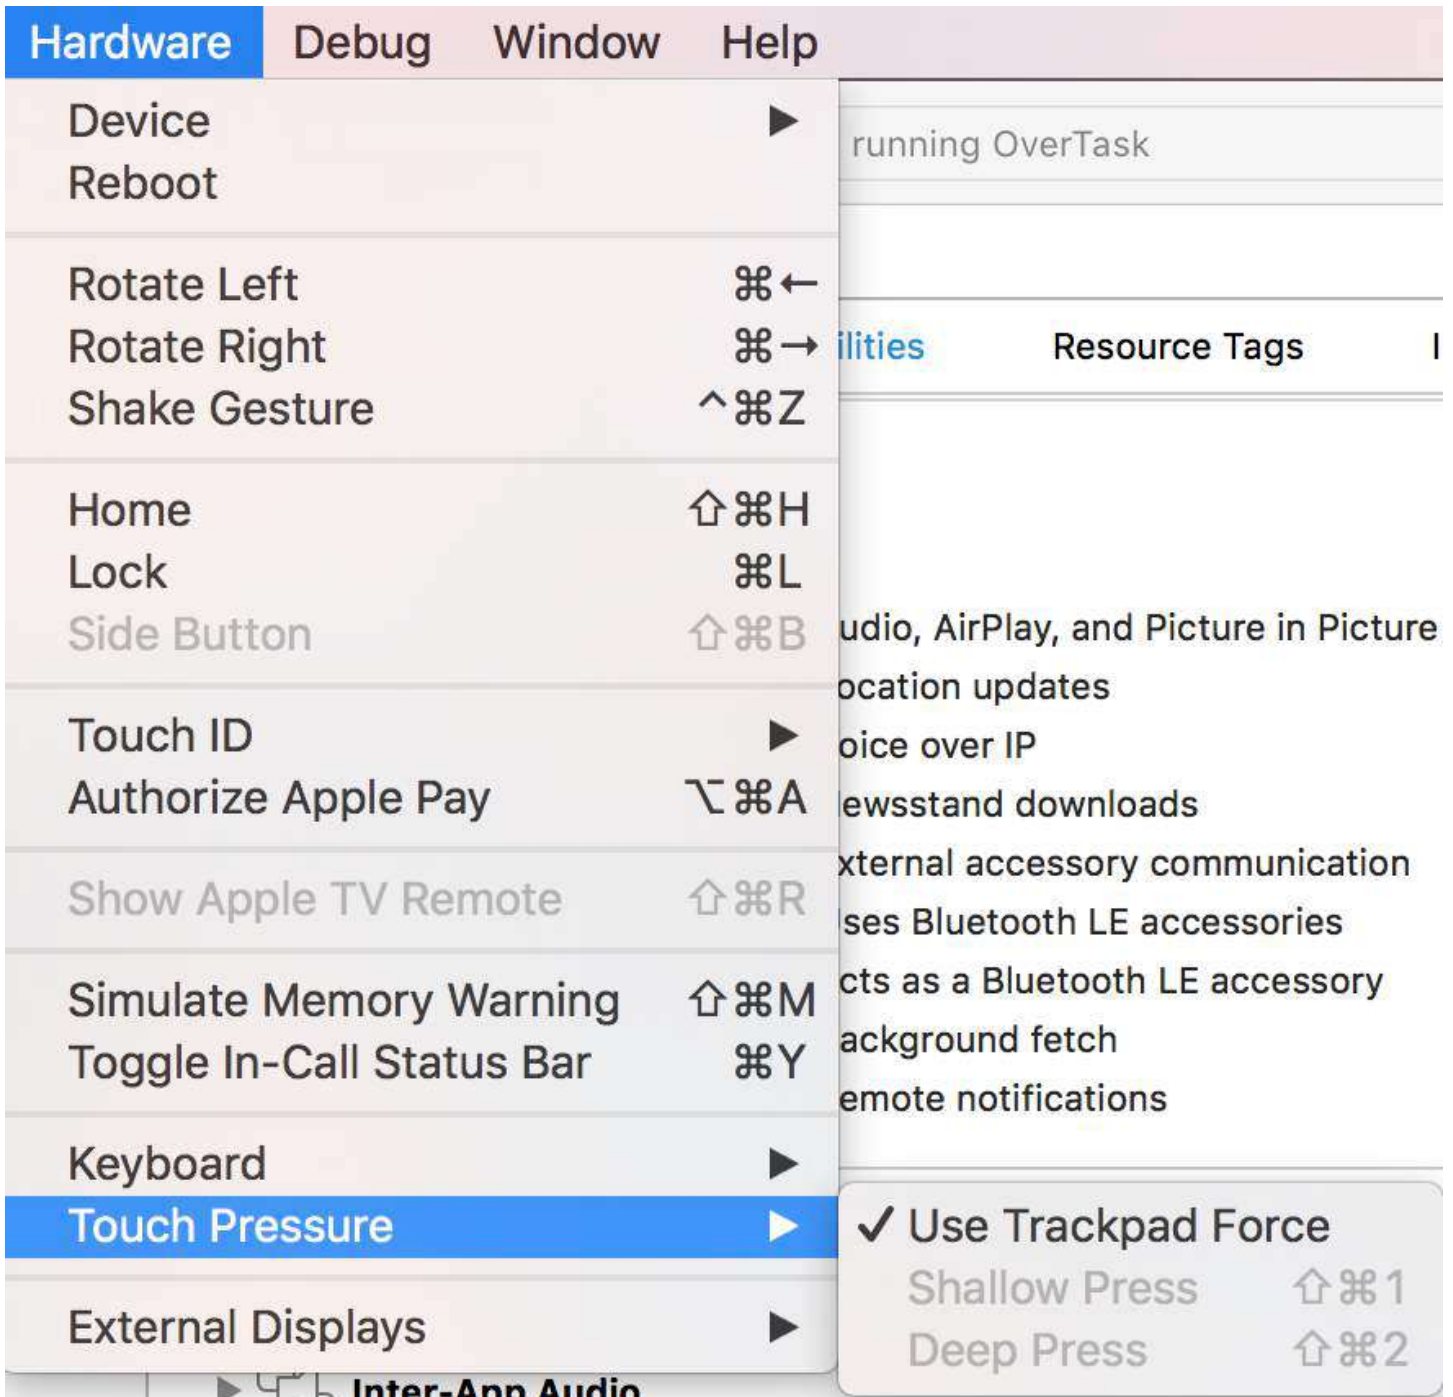 Hardware Debug Window Help
Device ▶
Reboot
Rotate Left ⌘←
Rotate Right ⌘→
Shake Gesture ^⌘Z
Home ⇧⌘H
Lock ⌘L
Side Button ⇧⌘B
Touch ID ▶
Authorize Apple Pay ⌥⌘A
Show Apple TV Remote ⇧⌘R
Simulate Memory Warning ⇧⌘M
Toggle In-Call Status Bar ⌘Y
Keyboard ▶
Touch Pressure ▶
External Displays ▶
✓ Use Trackpad Force
Shallow Press ⇧⌘1
Deep Press ⇧⌘2
running OverTask
ilities Resource Tags I
udio, AirPlay, and Picture in Picture
ocation updates
oice over IP
ewsstand downloads
xternal accessory communication
ses Bluetooth LE accessories
cts as a Bluetooth LE accessory
ackground fetch
emote notifications
Inter-App Audio